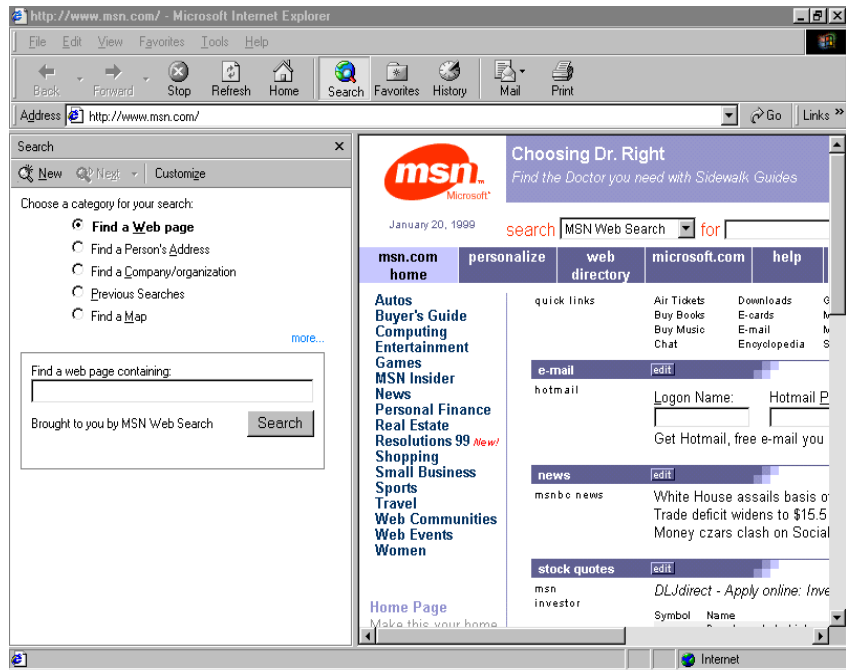 http://www.msn.com/ - Microsoft Internet Explorer
File Edit View Favorites Tools Help
Back Forward Stop Refresh Home Search Favorites History Mail Print
Address http://www.msn.com/ Go Links »
Search
New Next Customize
Choose a category for your search:
Find a Web page
Find a Person's Address
Find a Company/organization
Previous Searches
Find a Map
more...
Find a web page containing:
Brought to you by MSN Web Search Search
msn
Microsoft
Choosing Dr. Right
Find the Doctor you need with Sidewalk Guides
January 20, 1999
search MSN Web Search for
msn.com home personalize web directory microsoft.com help
Autos
Buyer's Guide
Computing
Entertainment
Games
MSN Insider
News
Personal Finance
Real Estate
Resolutions 99 New!
Shopping
Small Business
Sports
Travel
Web Communities
Web Events
Women
Home Page
Make this your home
quick links
Air Tickets Downloads
Buy Books E-cards
Buy Music E-mail
Chat Encyclopedia
e-mail edit
hotmail
Logon Name: Hotmail P
Get Hotmail, free e-mail you
news edit
msnbc news
White House assails basis o
Trade deficit widens to $15.5
Money czars clash on Social
stock quotes edit
msn investor
DLJdirect - Apply online: Inve
Symbol Name
Internet